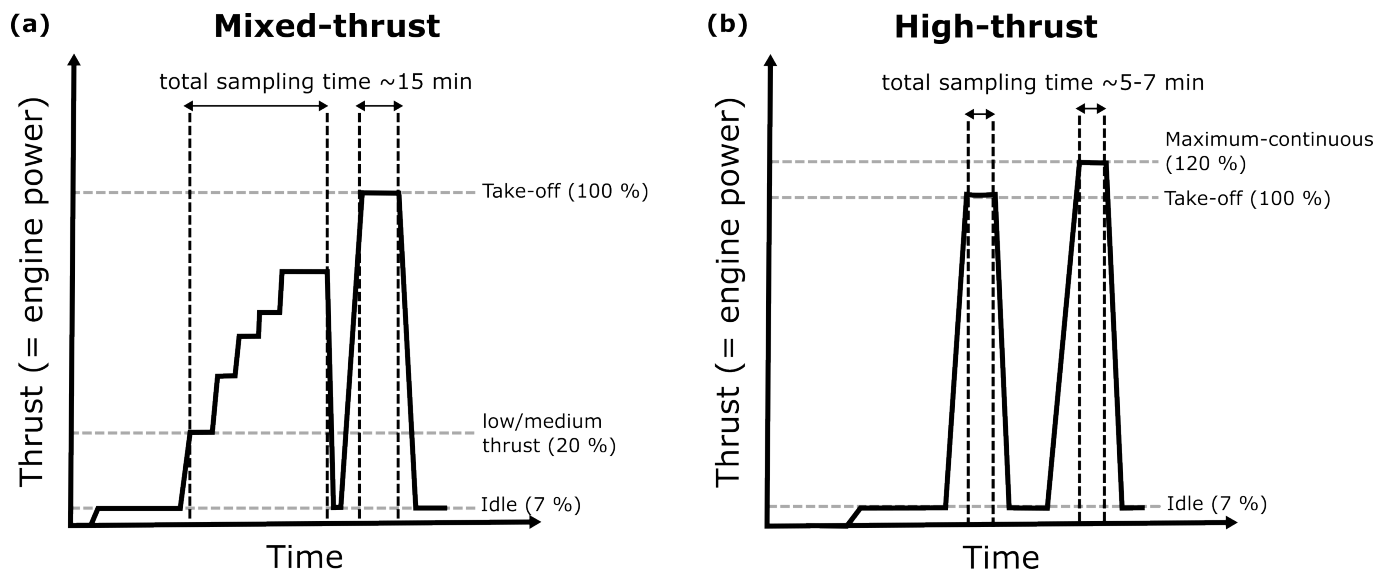 (a)
Mixed-thrust
total sampling time ~15 min
Thrust (= engine power)
Take-off (100 %)
low/medium
thrust (20 %)
Idle (7 %)
Time
(b)
High-thrust
total sampling time ~5-7 min
Thrust (= engine power)
Maximum-continuous
(120 %)
Take-off (100 %)
Idle (7 %)
Time